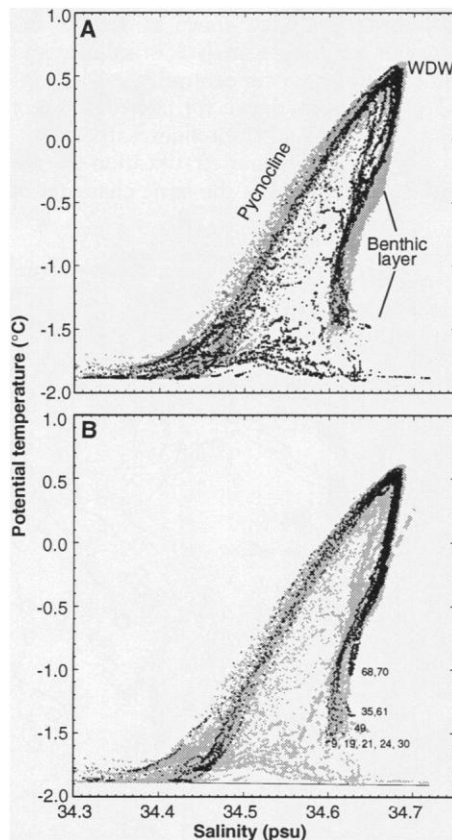 A
1.0
0.5
0.0
-0.5
-1.0
-1.5
-2.0
WDW
Pycnocline
Benthic
layer
Potential temperature (°C)
B
1.0
0.5
0.0
-0.5
-1.0
-1.5
-2.0
68,70
35,61
49
9, 19, 21, 24, 30
34.3
34.4
34.5
34.6
34.7
Salinity (psu)